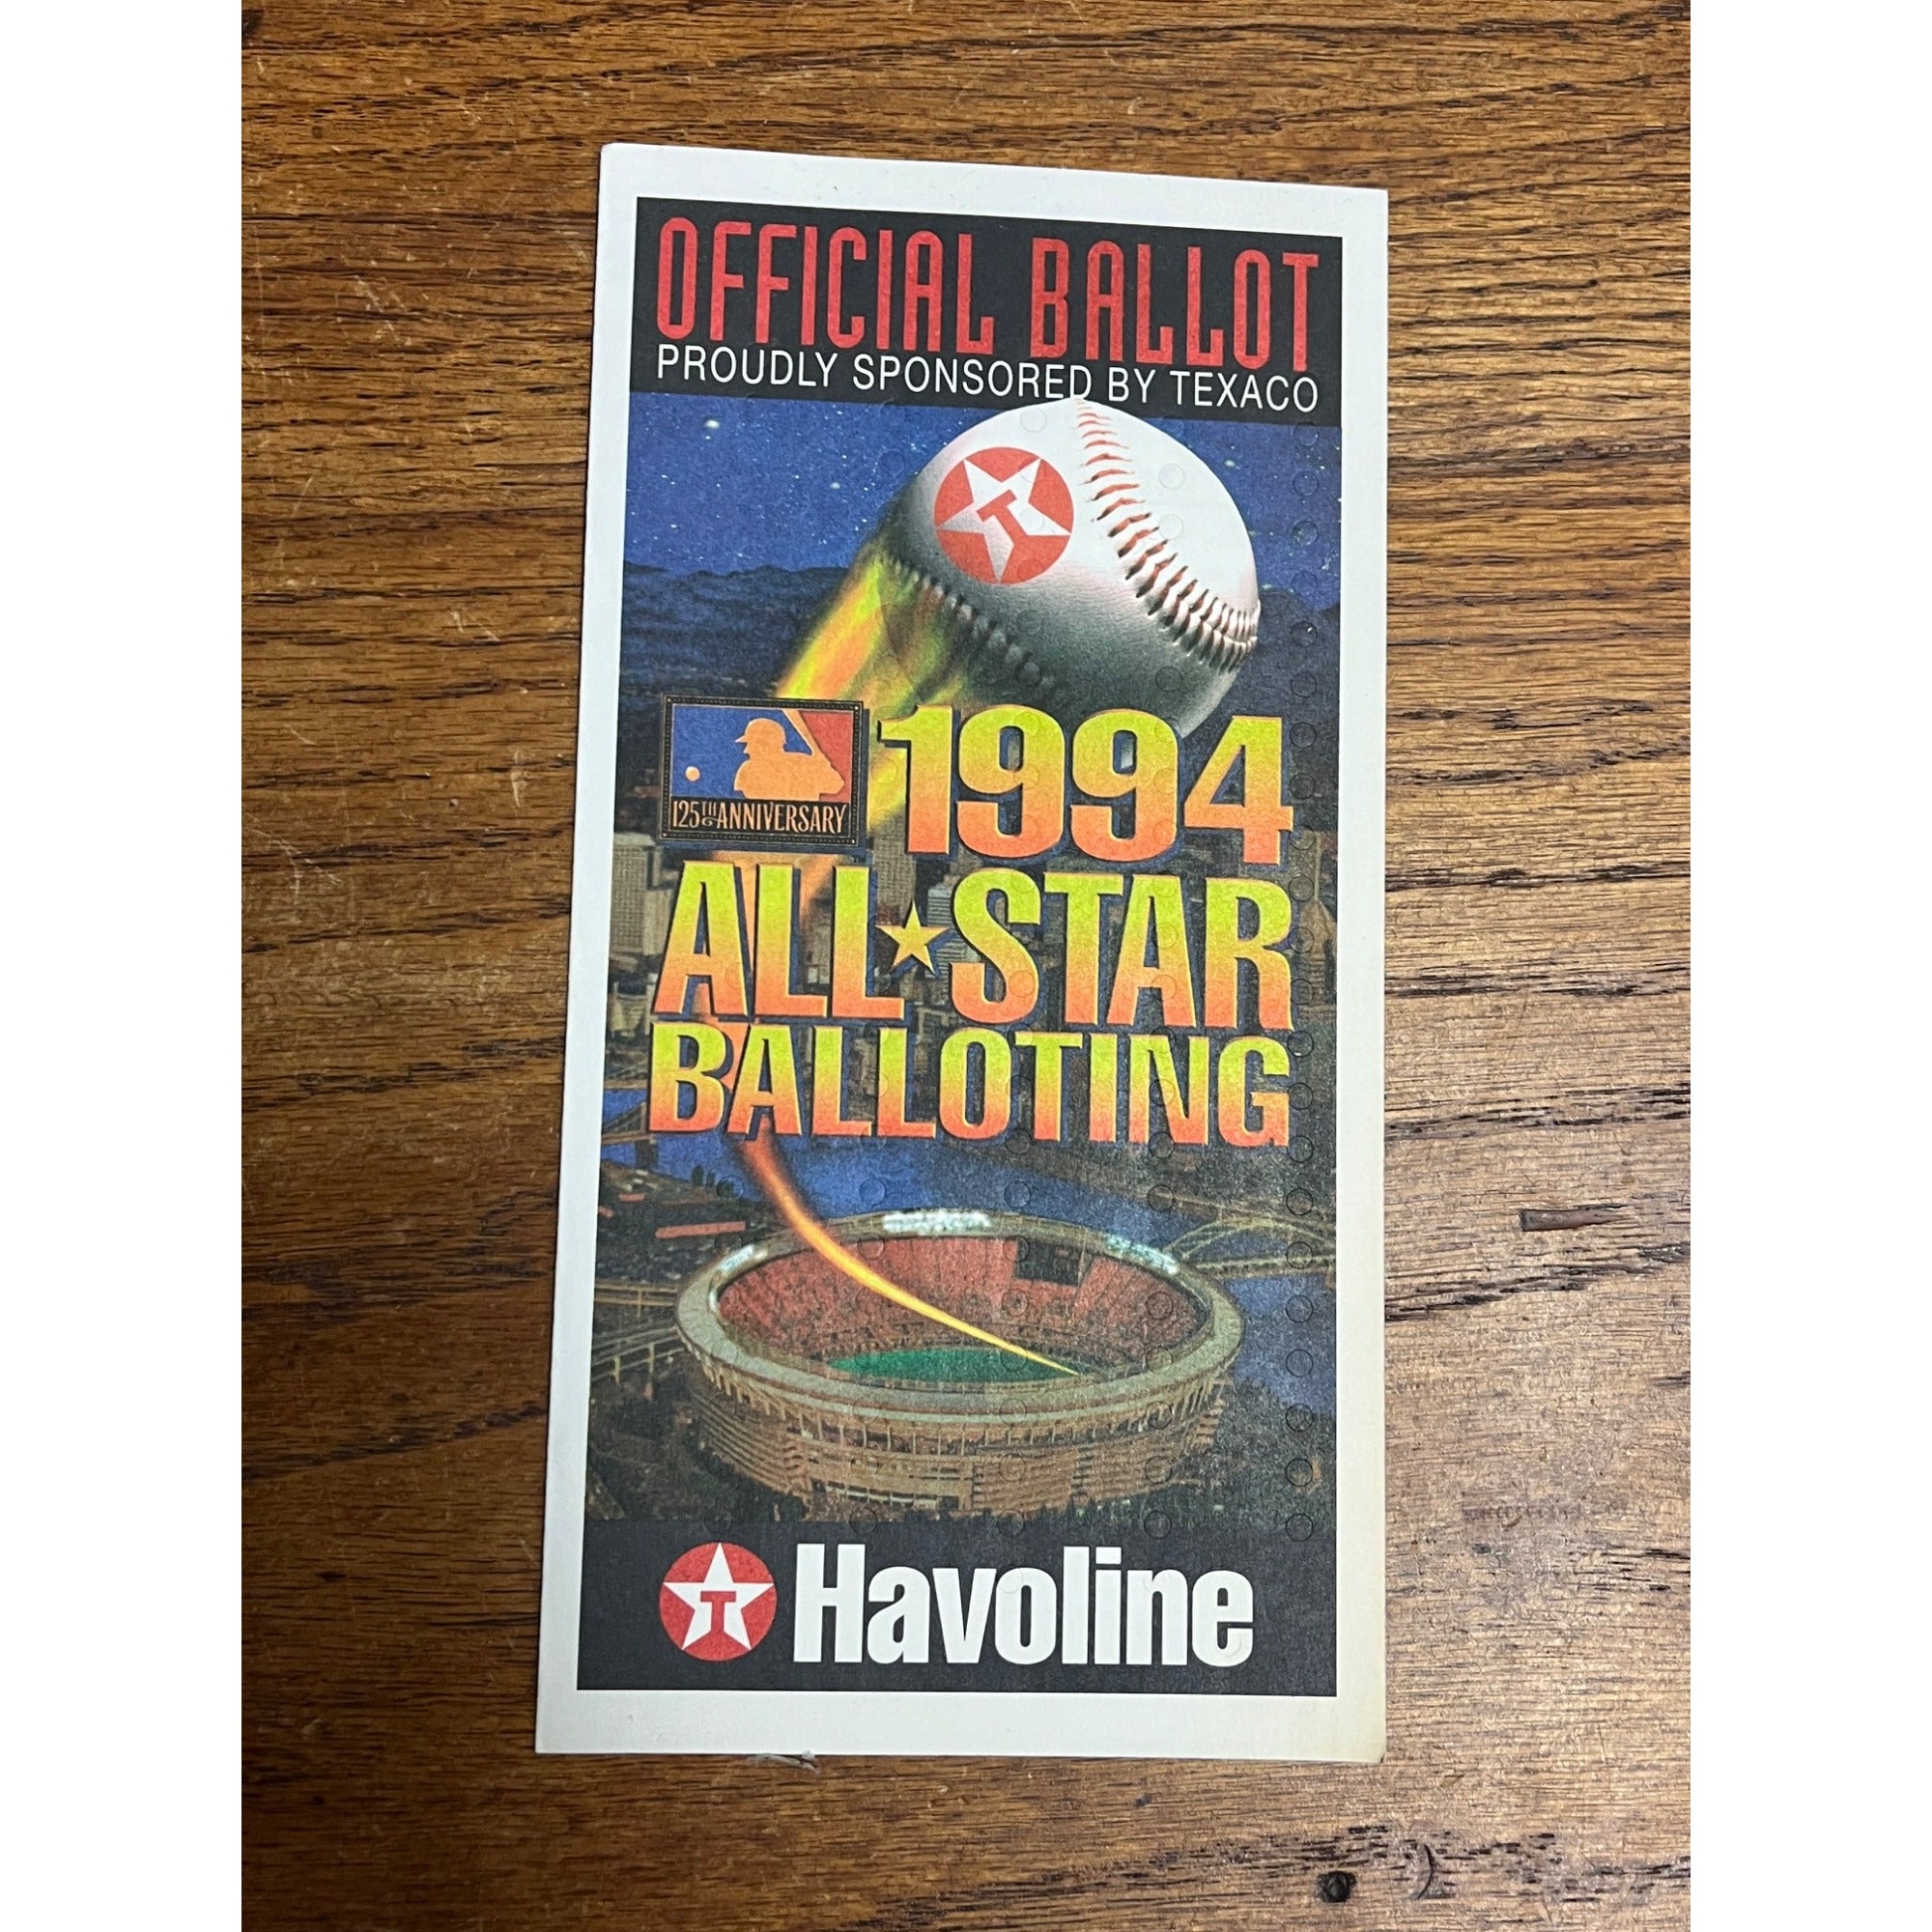 OFFICIAL BALLOT
PROUDLY SPONSORED BY TEXACO
T
125TH ANNIVERSARY
1994
ALL★STAR
BALLOTING
T
Havoline